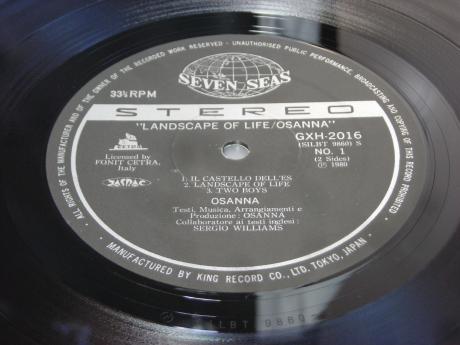 ALL RIGHTS OF THE MANUFACTURER AND OF THE OWNER OF THE RECORDED WORK RESERVED - UNAUTHORISED PUBLIC PERFORMANCE, BROADCASTING AND COPYING OF THIS RECORD PROHIBITED
SEVEN SEAS
33⅓RPM
STEREO
"LANDSCAPE OF LIFE/OSANNA"
GXH-2016
(SILBT 9860) S
NO. 1
(2 Sides)
Ⓟ 1980
CETRA
Licensed by
FONIT CETRA,
Italy
JASRAC
1. IL CASTELLO DELL'ES
2. LANDSCAPE OF LIFE
3. TWO BOYS
OSANNA
Testi, Musica, Arrangiamenti e
Produzione: OSANNA
Collaboratore ai testi inglesi:
SERGIO WILLIAMS
MANUFACTURED BY KING RECORD CO., LTD. TOKYO, JAPAN